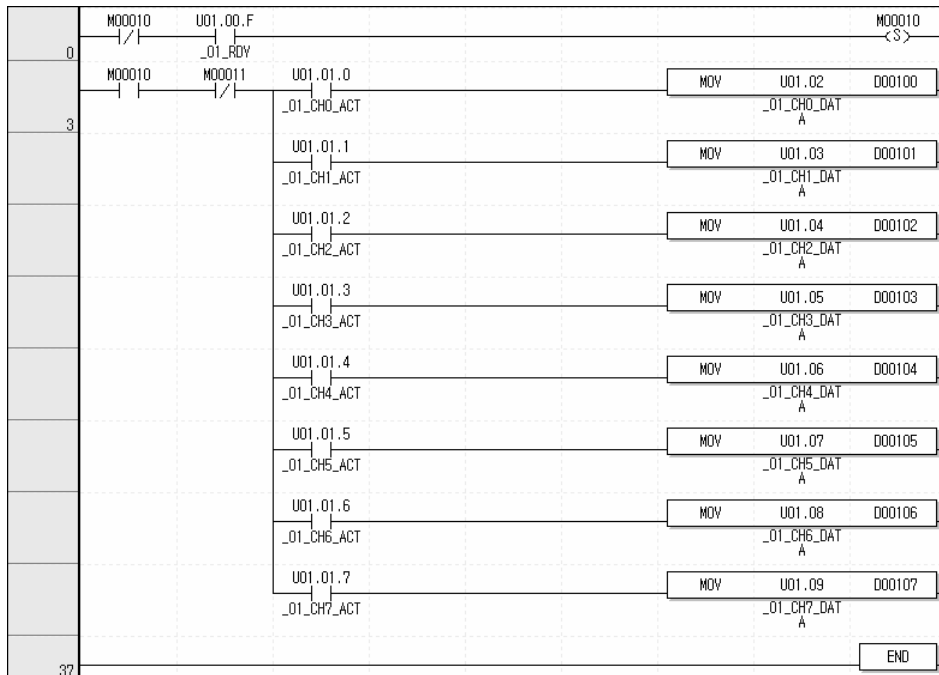 M00010 U01.00.F M00010
S
0 _01_RDY
M00010 M00011 U01.01.0 MOV U01.02 D00100
_01_CH0_ACT _01_CH0_DAT
A
3
U01.01.1 MOV U01.03 D00101
_01_CH1_ACT _01_CH1_DAT
A
U01.01.2 MOV U01.04 D00102
_01_CH2_ACT _01_CH2_DAT
A
U01.01.3 MOV U01.05 D00103
_01_CH3_ACT _01_CH3_DAT
A
U01.01.4 MOV U01.06 D00104
_01_CH4_ACT _01_CH4_DAT
A
U01.01.5 MOV U01.07 D00105
_01_CH5_ACT _01_CH5_DAT
A
U01.01.6 MOV U01.08 D00106
_01_CH6_ACT _01_CH6_DAT
A
U01.01.7 MOV U01.09 D00107
_01_CH7_ACT _01_CH7_DAT
A
END
37